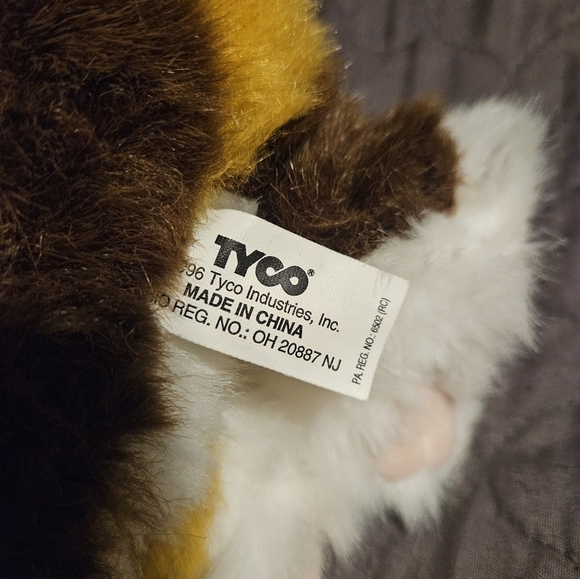 TYCO®
96 Tyco Industries, Inc.
MADE IN CHINA
REG. NO.: OH 20887 NJ
PA. REG. NO.: 6502 (RC)